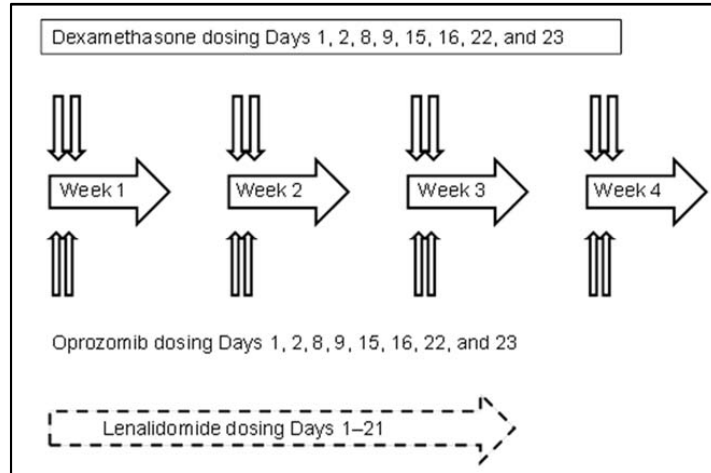 Dexamethasone dosing Days 1, 2, 8, 9, 15, 16, 22, and 23
Week 1
Week 2
Week 3
Week 4
Oprozomib dosing Days 1, 2, 8, 9, 15, 16, 22, and 23
Lenalidomide dosing Days 1–21